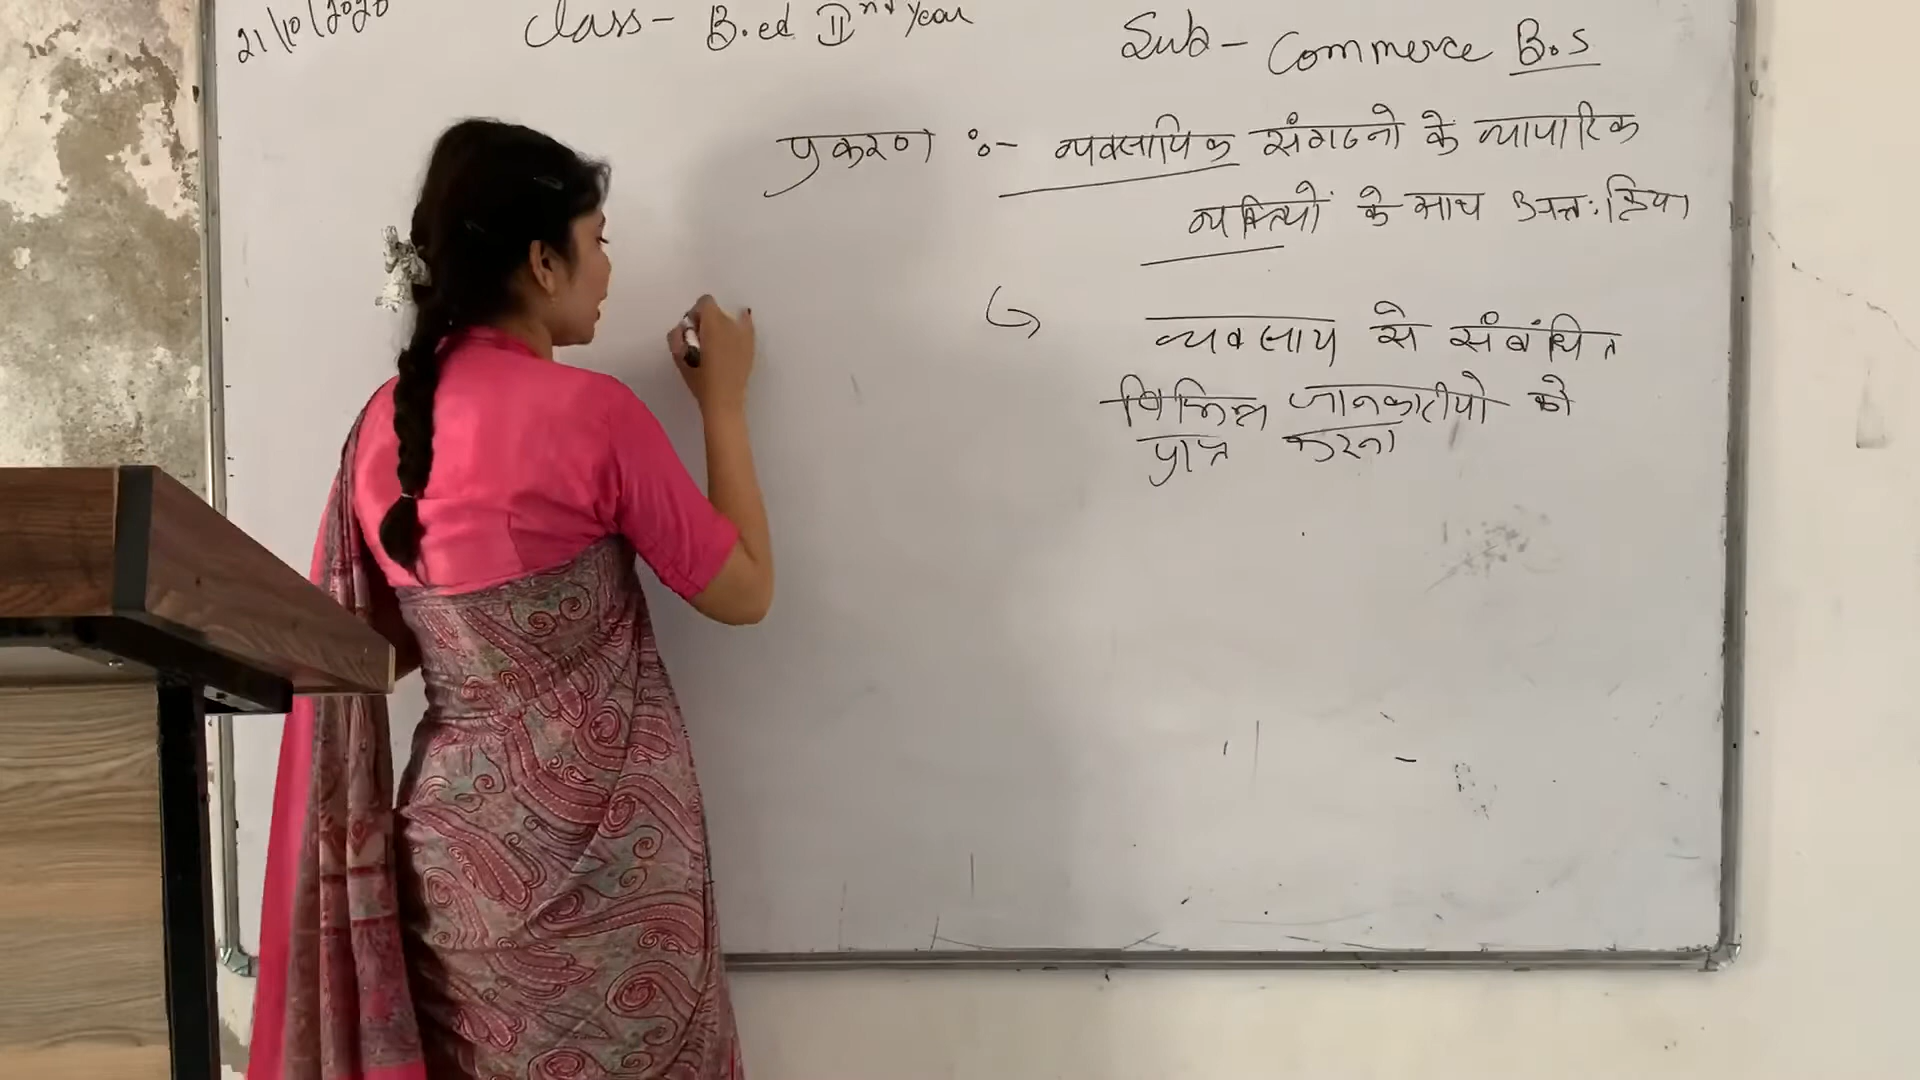 21/10/2020 Class - B.ed IInd Year Sub - Commerce B.S
प्रकरण :- व्यवसायिक संगठनो के व्यापारिक
व्यक्तियों के साथ अन्त:क्रिया
व्यवसाय से संबंधित
विभिन्न जानकारीयो को
प्राप्त करना